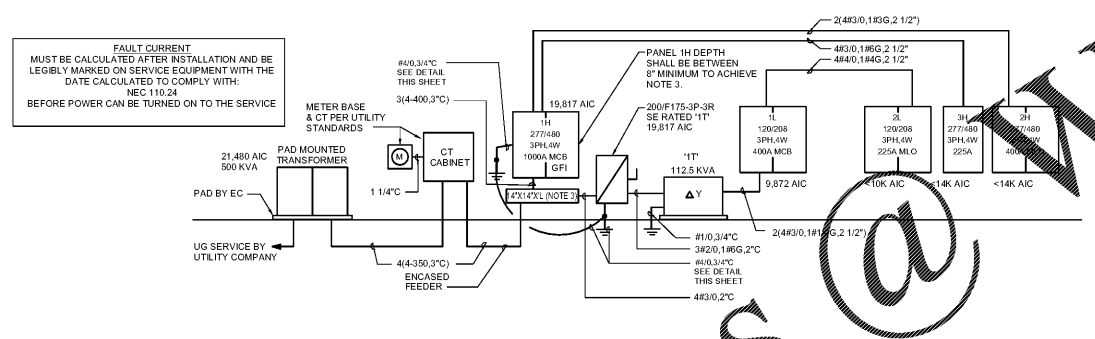 FAULT CURRENT
MUST BE CALCULATED AFTER INSTALLATION AND BE
LEGIBLY MARKED ON SERVICE EQUIPMENT WITH THE
DATE CALCULATED TO COMPLY WITH:
NEC 110.24
BEFORE POWER CAN BE TURNED ON TO THE SERVICE
21,480 AIC
500 KVA
PAD MOUNTED
TRANSFORMER
PAD BY EC
UG SERVICE BY
UTILITY COMPANY
METER BASE
& CT PER UTILITY
STANDARDS
M
1 1/4"C
CT
CABINET
4(4-350,3"C)
ENCASED
FEEDER
#4/0,3/4"C
SEE DETAIL
THIS SHEET
3(4-400,3"C)
19,817 AIC
1H
277/480
3PH,4W
1000A MCB
GFI
14"X14"XL (NOTE 3)
PANEL 1H DEPTH
SHALL BE BETWEEN
8" MINIMUM TO ACHIEVE
NOTE 3.
200/F175-3P-3R
SE RATED '1T'
19,817 AIC
'1T'
112.5 KVA
Δ Y
#1/0,3/4"C
3#2/0,1#6G,2"C
#4/0,3/4"C
SEE DETAIL
THIS SHEET
4#3/0,2"C
2(4#3/0,1#3G,2 1/2")
4#3/0,1#6G,2 1/2"
4#4/0,1#4G,2 1/2"
1L
120/208
3PH,4W
400A MCB
9,872 AIC
2L
120/208
3PH,4W
225A MLO
<10K AIC
3H
277/480
3PH,4W
225A
<14K AIC
2H
277/480
3PH,4W
<14K AIC
@